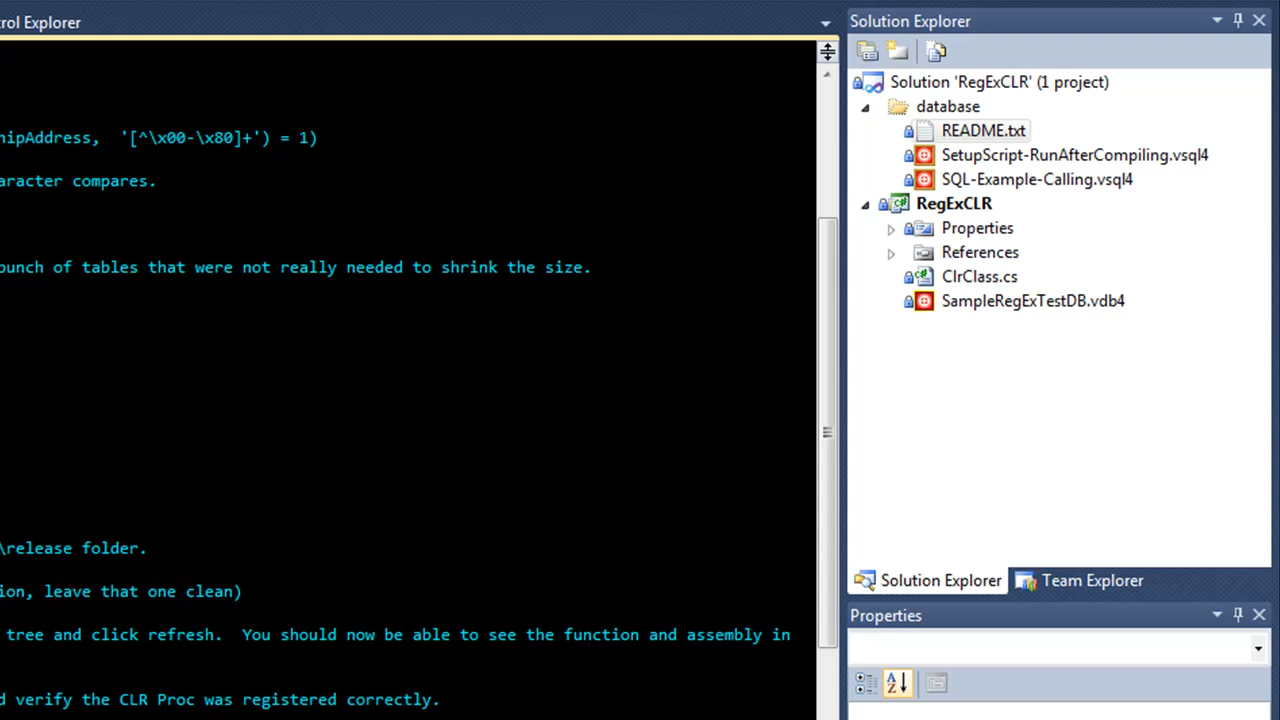 rol Explorer
hipAddress,  '[^\x00-\x80]+') = 1)
aracter compares.
bunch of tables that were not really needed to shrink the size.
\release folder.
ion, leave that one clean)
tree and click refresh.  You should now be able to see the function and assembly in
d verify the CLR Proc was registered correctly.
Solution Explorer
Solution 'RegExCLR' (1 project)
database
README.txt
SetupScript-RunAfterCompiling.vsql4
SQL-Example-Calling.vsql4
RegExCLR
Properties
References
ClrClass.cs
SampleRegExTestDB.vdb4
Solution Explorer
Team Explorer
Properties